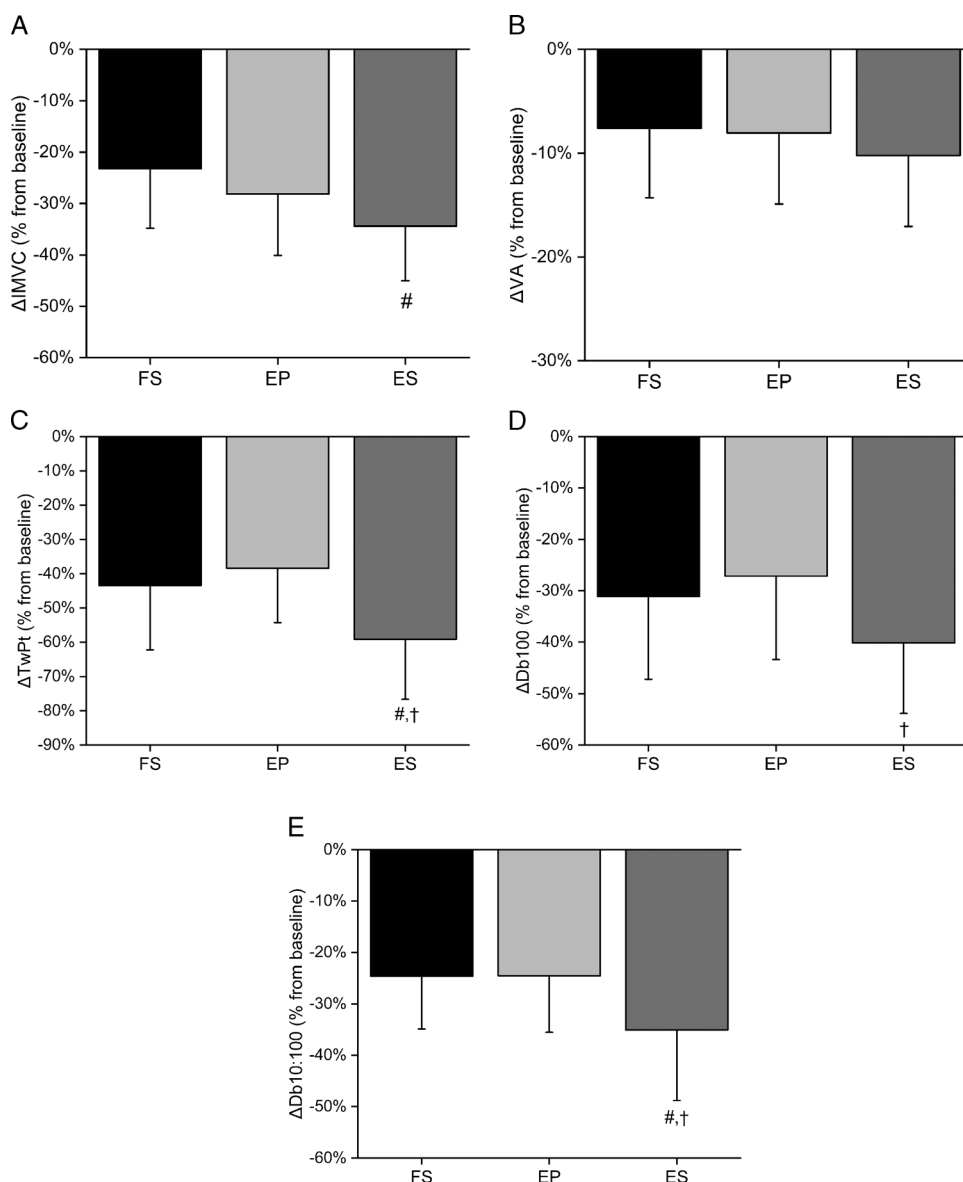 A
0%
-10%
-20%
-30%
-40%
-50%
-60%
ΔIMVC (% from baseline)
#
FS EP ES
B
0%
-10%
-20%
-30%
ΔVA (% from baseline)
FS EP ES
C
0%
-10%
-20%
-30%
-40%
-50%
-60%
-70%
-80%
-90%
ΔTwPt (% from baseline)
#,†
FS EP ES
D
0%
-10%
-20%
-30%
-40%
-50%
-60%
ΔDb100 (% from baseline)
†
FS EP ES
E
0%
-10%
-20%
-30%
-40%
-50%
-60%
ΔDb10:100 (% from baseline)
#,†
FS EP ES